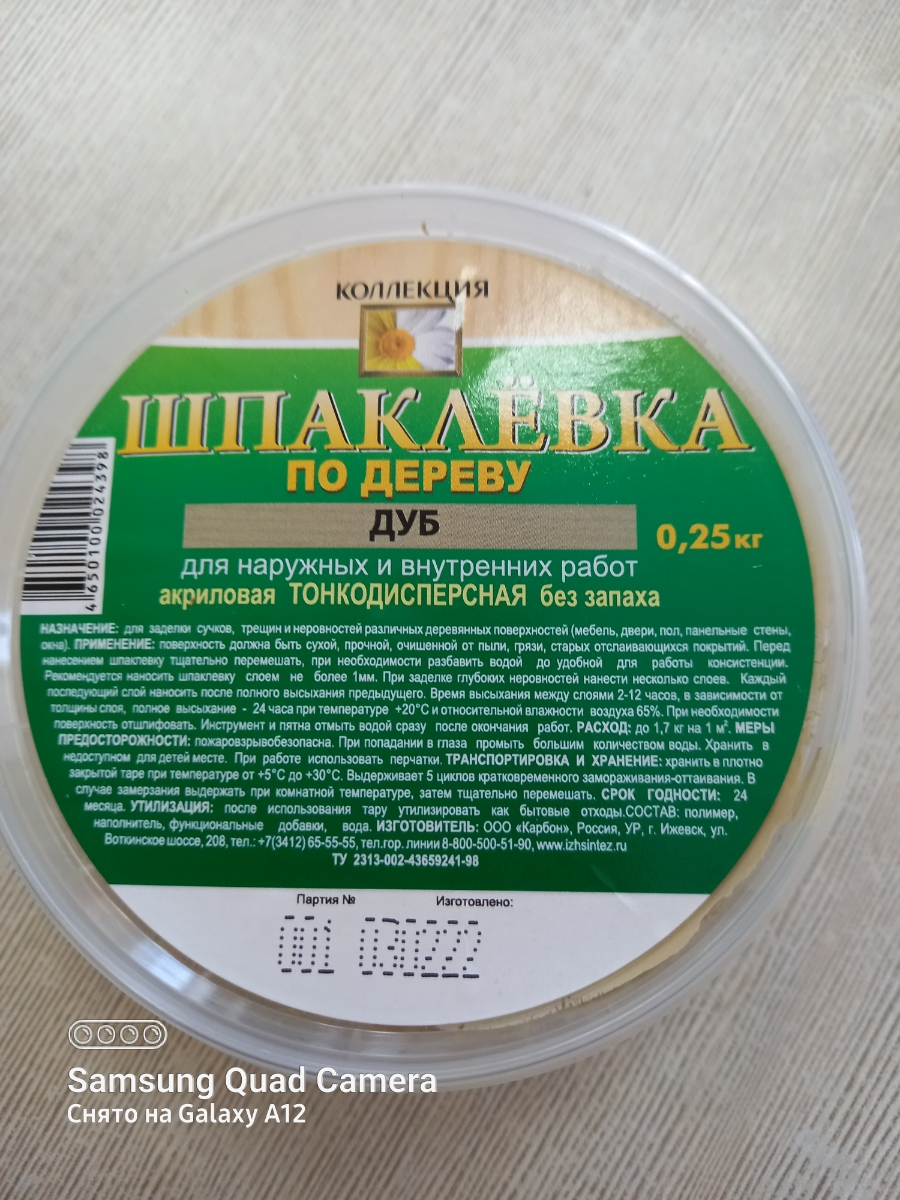 КОЛЛЕКЦИЯ
ШПАКЛЁВКА
ПО ДЕРЕВУ
ДУБ
0,25 кг
для наружных и внутренних работ
акриловая ТОНКОДИСПЕРСНАЯ без запаха
4 650100 024398
НАЗНАЧЕНИЕ: для заделки сучков, трещин и неровностей различных деревянных поверхностей (мебель, двери, пол, панельные стены,
окна). ПРИМЕНЕНИЕ: поверхность должна быть сухой, прочной, очищенной от пыли, грязи, старых отслаивающихся покрытий. Перед
нанесением шпаклевку тщательно перемешать, при необходимости разбавить водой до удобной для работы консистенции.
Рекомендуется наносить шпаклевку слоем не более 1мм. При заделке глубоких неровностей нанести несколько слоев. Каждый
последующий слой наносить после полного высыхания предыдущего. Время высыхания между слоями 2-12 часов, в зависимости от
толщины слоя, полное высыхание - 24 часа при температуре +20°С и относительной влажности воздуха 65%. При необходимости
поверхность отшлифовать. Инструмент и пятна отмыть водой сразу после окончания работ. РАСХОД: до 1,7 кг на 1 м². МЕРЫ
ПРЕДОСТОРОЖНОСТИ: пожаровзрывобезопасна. При попадании в глаза промыть большим количеством воды. Хранить в
недоступном для детей месте. При работе использовать перчатки. ТРАНСПОРТИРОВКА И ХРАНЕНИЕ: хранить в плотно
закрытой таре при температуре от +5°С до +30°С. Выдерживает 5 циклов кратковременного замораживания-оттаивания. В
случае замерзания выдержать при комнатной температуре, затем тщательно перемешать. СРОК ГОДНОСТИ: 24
месяца. УТИЛИЗАЦИЯ: после использования тару утилизировать как бытовые отходы.СОСТАВ: полимер,
наполнитель, функциональные добавки, вода. ИЗГОТОВИТЕЛЬ: ООО «Карбон», Россия, УР, г. Ижевск, ул.
Воткинское шоссе, 208, тел.: +7(3412) 65-55-55, тел.гор. линии 8-800-500-51-90, www.izhsintez.ru
ТУ 2313-002-43659241-98
Партия № Изготовлено:
001 030222
Samsung Quad Camera
Снято на Galaxy A12